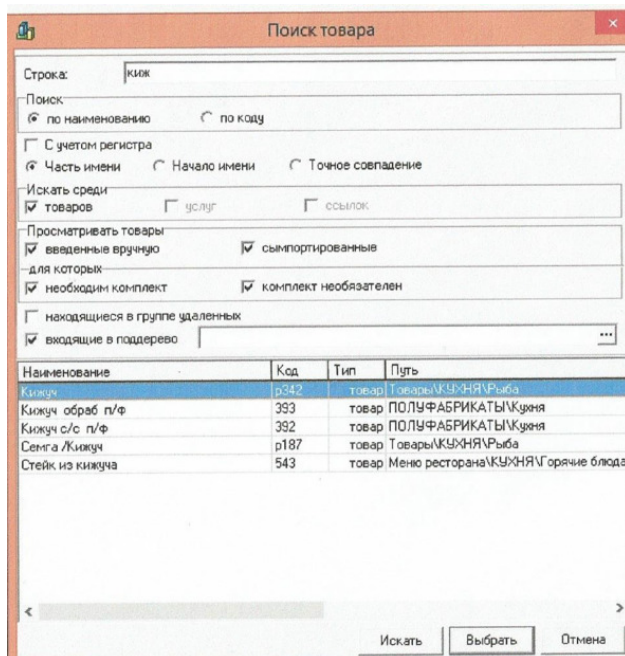 Поиск товара
Строка: киж
Поиск
по наименованию по коду
С учетом регистра
Часть имени Начало имени Точное совпадение
Искать среди
товаров услуг ссылок
Просматривать товары
введенные вручную сымпортированные
для которых
необходим комплект комплект необязателен
находящиеся в группе удаленных
входящие в поддерево ...
Наименование Код Тип Путь
Кижуч р342 товар Товары\КУХНЯ\Рыба
Кижуч обраб п/ф 393 товар ПОЛУФАБРИКАТЫ\Кухня
Кижуч с/с п/ф 392 товар ПОЛУФАБРИКАТЫ\Кухня
Семга /Кижуч р187 товар Товары\КУХНЯ\Рыба
Стейк из кижуча 543 товар Меню ресторана\КУХНЯ\Горячие блюда
Искать Выбрать Отмена